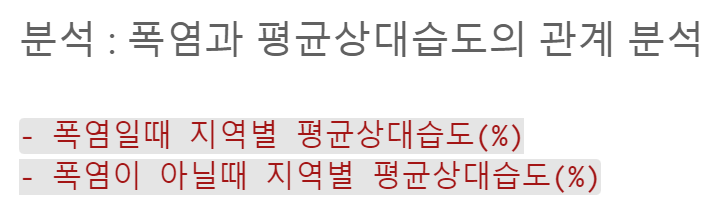 분석 : 폭염과 평균상대습도의 관계 분석
- 폭염일때 지역별 평균상대습도(%)
- 폭염이 아닐때 지역별 평균상대습도(%)